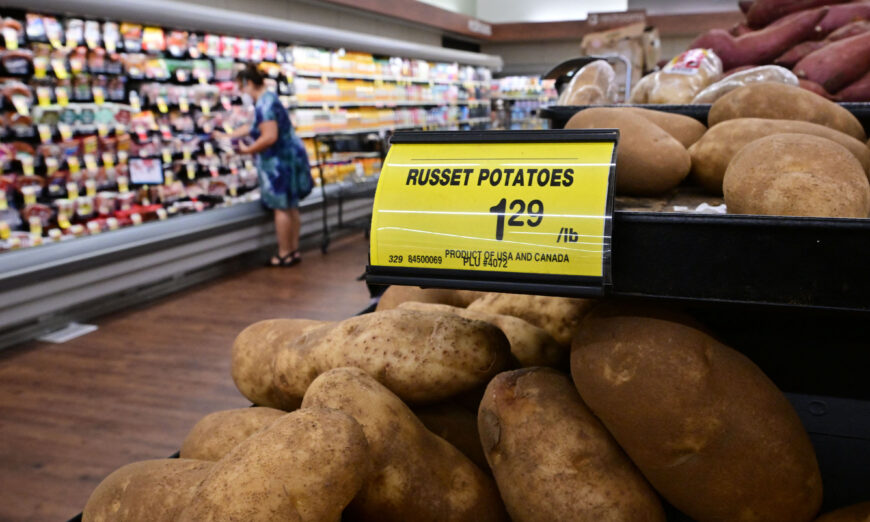 RUSSET POTATOES
1 29 /lb
PRODUCT OF USA AND CANADA
329 84500069 PLU #4072